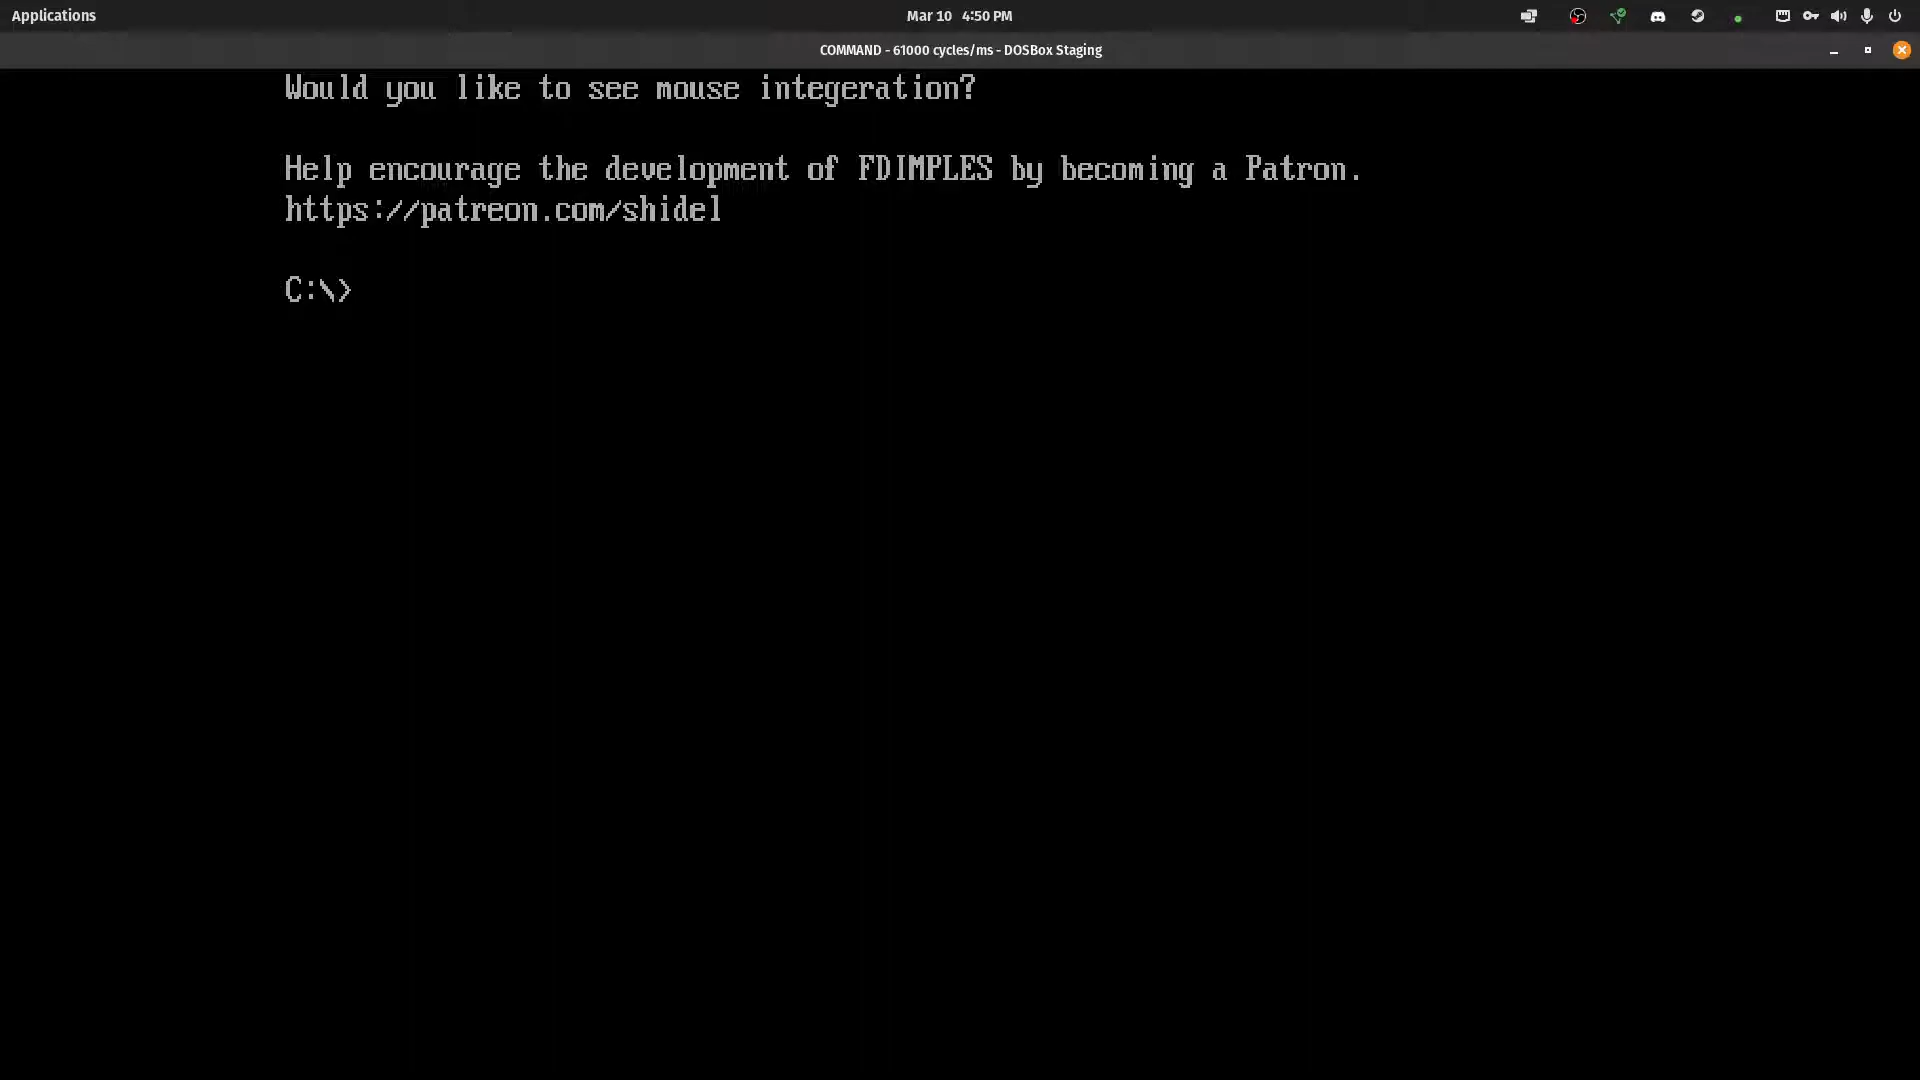 Applications
Mar 10 4:50 PM
COMMAND - 61000 cycles/ms - DOSBox Staging
Would you like to see mouse integeration?
Help encourage the development of FDIMPLES by becoming a Patron.
https://patreon.com/shidel
C:\>